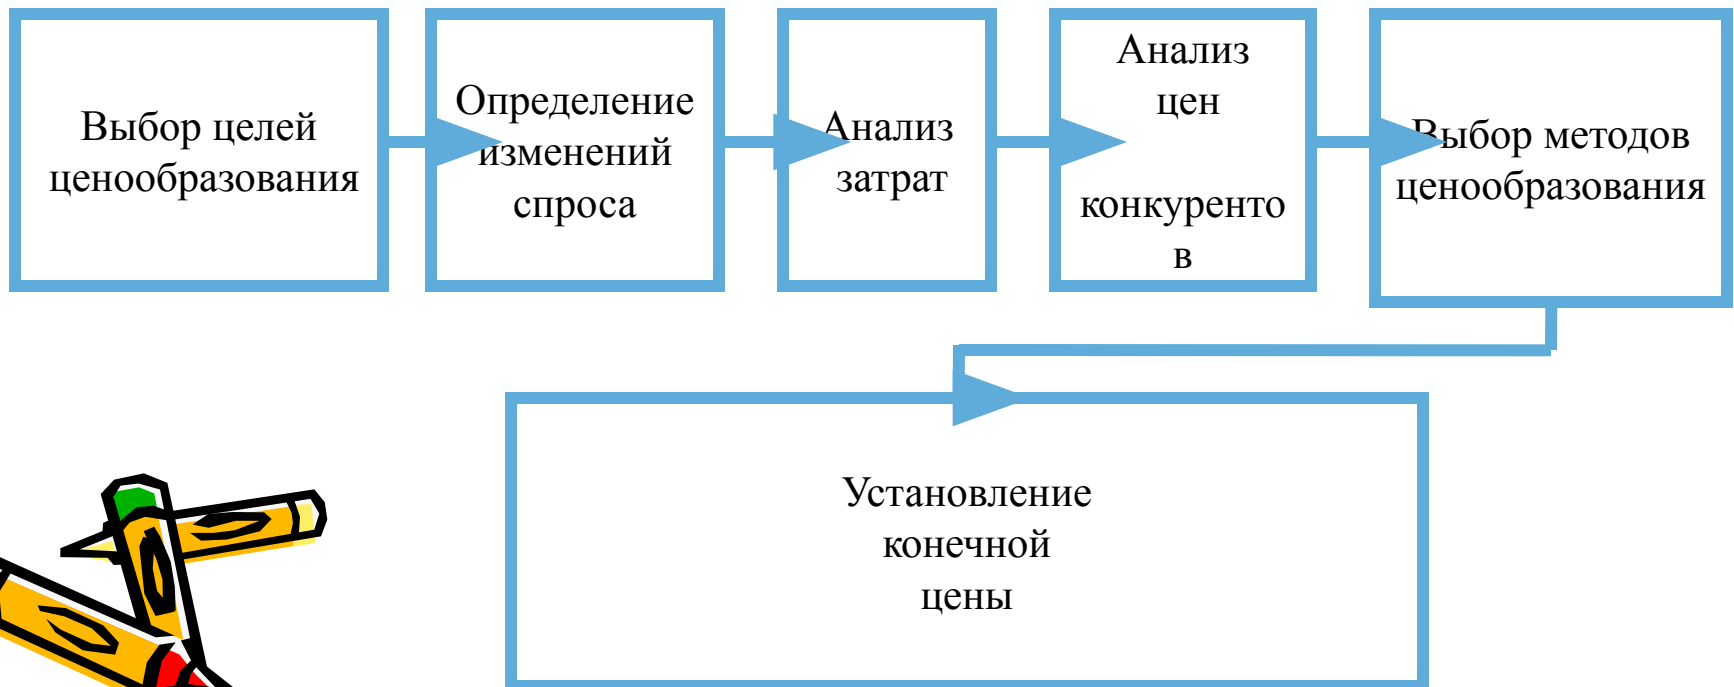 Выбор целей
ценообразования
Определение
изменений
спроса
Анализ
затрат
Анализ
цен
конкуренто
в
Выбор методов
ценообразования
Установление
конечной
цены